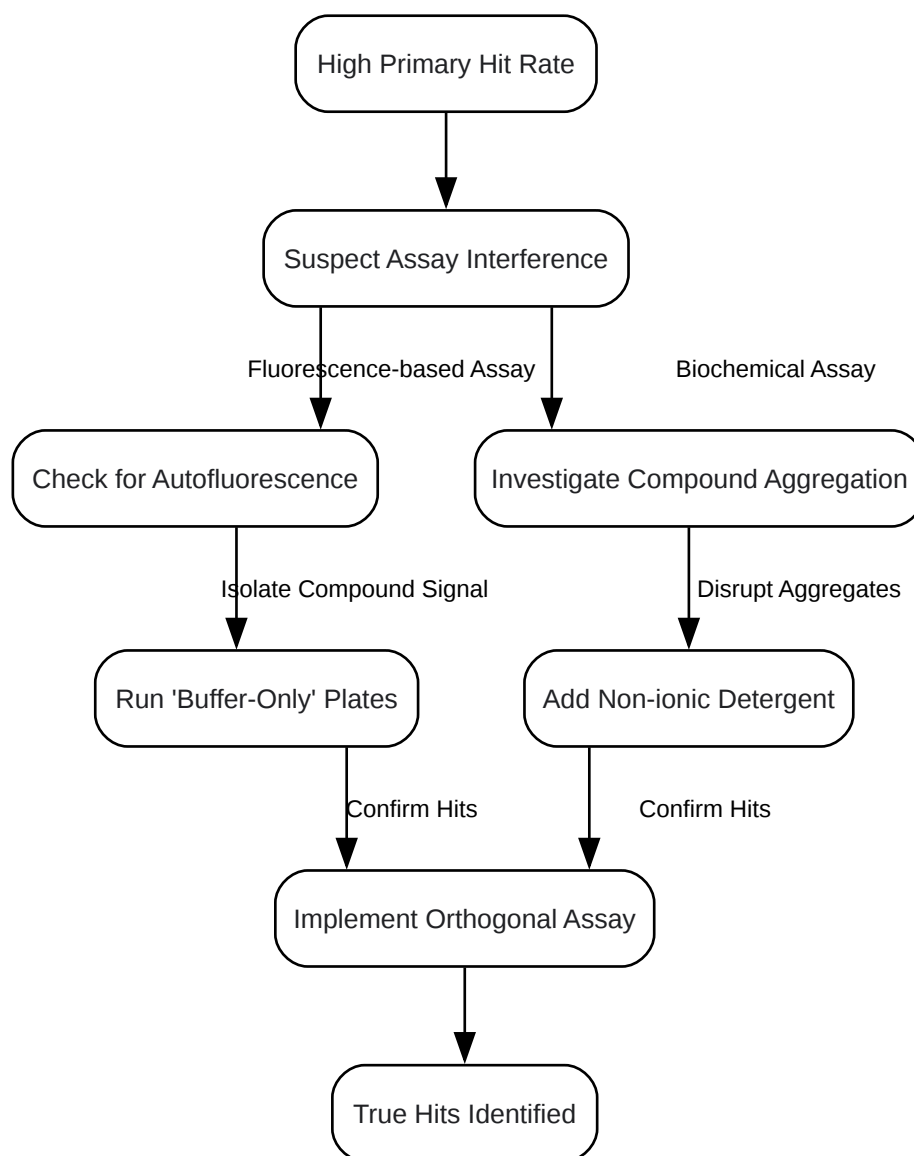 High Primary Hit Rate
Suspect Assay Interference
Fluorescence-based Assay
Biochemical Assay
Check for Autofluorescence
Investigate Compound Aggregation
Isolate Compound Signal
Disrupt Aggregates
Run 'Buffer-Only' Plates
Add Non-ionic Detergent
Confirm Hits
Confirm Hits
Implement Orthogonal Assay
True Hits Identified